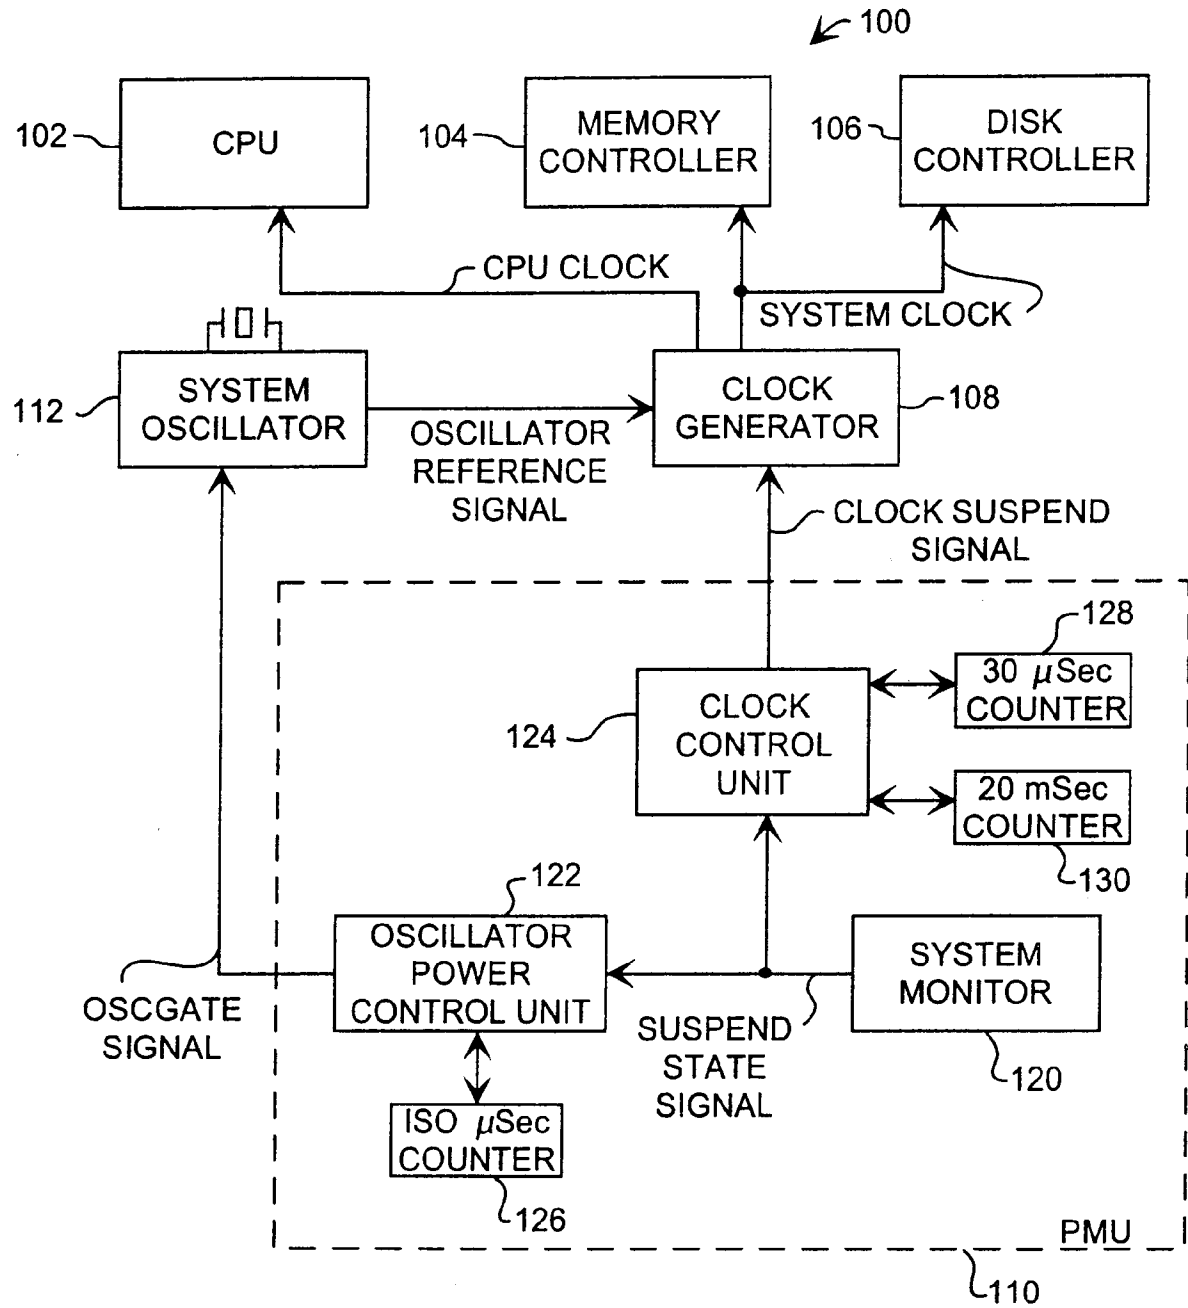 100
102
CPU
104
MEMORY
CONTROLLER
106
DISK
CONTROLLER
CPU CLOCK
SYSTEM CLOCK
112
SYSTEM
OSCILLATOR
OSCILLATOR
REFERENCE
SIGNAL
CLOCK
GENERATOR
108
CLOCK SUSPEND
SIGNAL
128
30 μSec
COUNTER
124
CLOCK
CONTROL
UNIT
20 mSec
COUNTER
130
122
OSCILLATOR
POWER
CONTROL UNIT
SYSTEM
MONITOR
120
OSCGATE
SIGNAL
SUSPEND
STATE
SIGNAL
ISO μSec
COUNTER
126
PMU
110